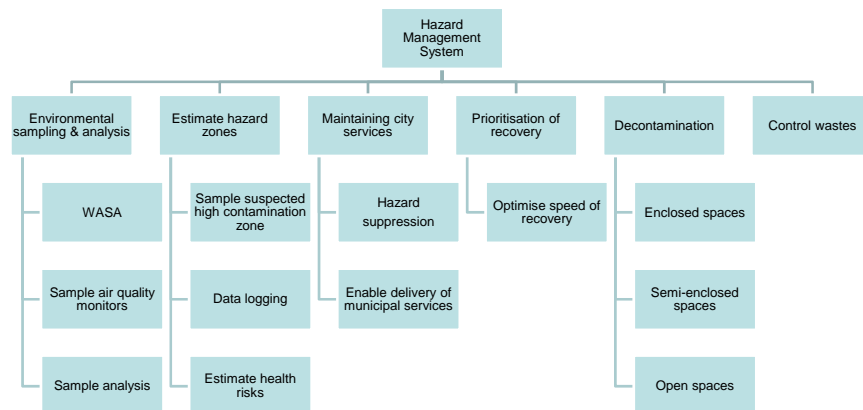 Hazard
Management
System
Environmental
sampling & analysis
Estimate hazard
zones
Maintaining city
services
Prioritisation of
recovery
Decontamination
Control wastes
WASA
Sample suspected
high contamination
zone
Hazard
suppression
Optimise speed of
recovery
Enclosed spaces
Sample air quality
monitors
Data logging
Enable delivery of
municipal services
Semi-enclosed
spaces
Sample analysis
Estimate health
risks
Open spaces